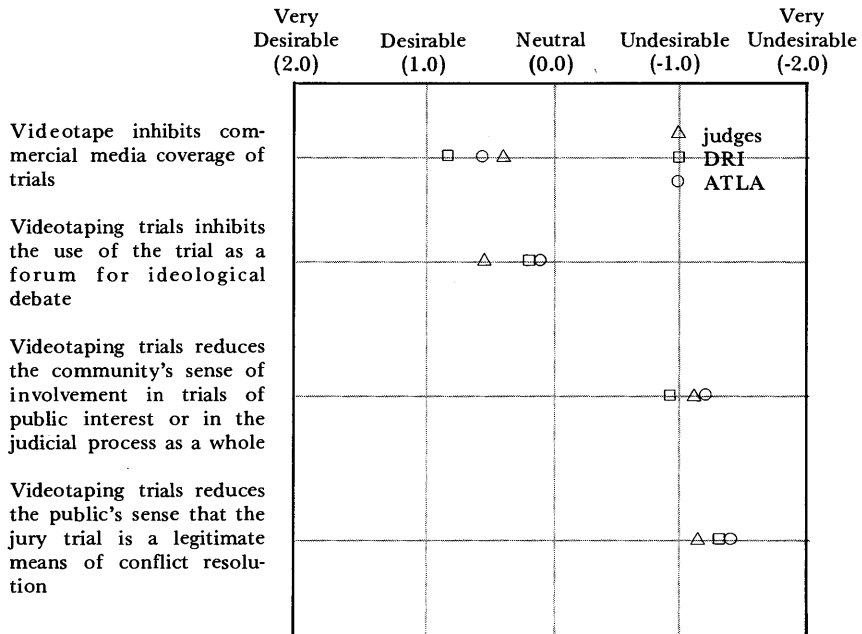 Very Desirable (2.0)
Desirable (1.0)
Neutral (0.0)
Undesirable (-1.0)
Very Undesirable (-2.0)
Videotape inhibits com-
mercial media coverage of
trials
judges
DRI
ATLA
Videotaping trials inhibits
the use of the trial as a
forum for ideological
debate
Videotaping trials reduces
the community's sense of
involvement in trials of
public interest or in the
judicial process as a whole
Videotaping trials reduces
the public's sense that the
jury trial is a legitimate
means of conflict resolu-
tion